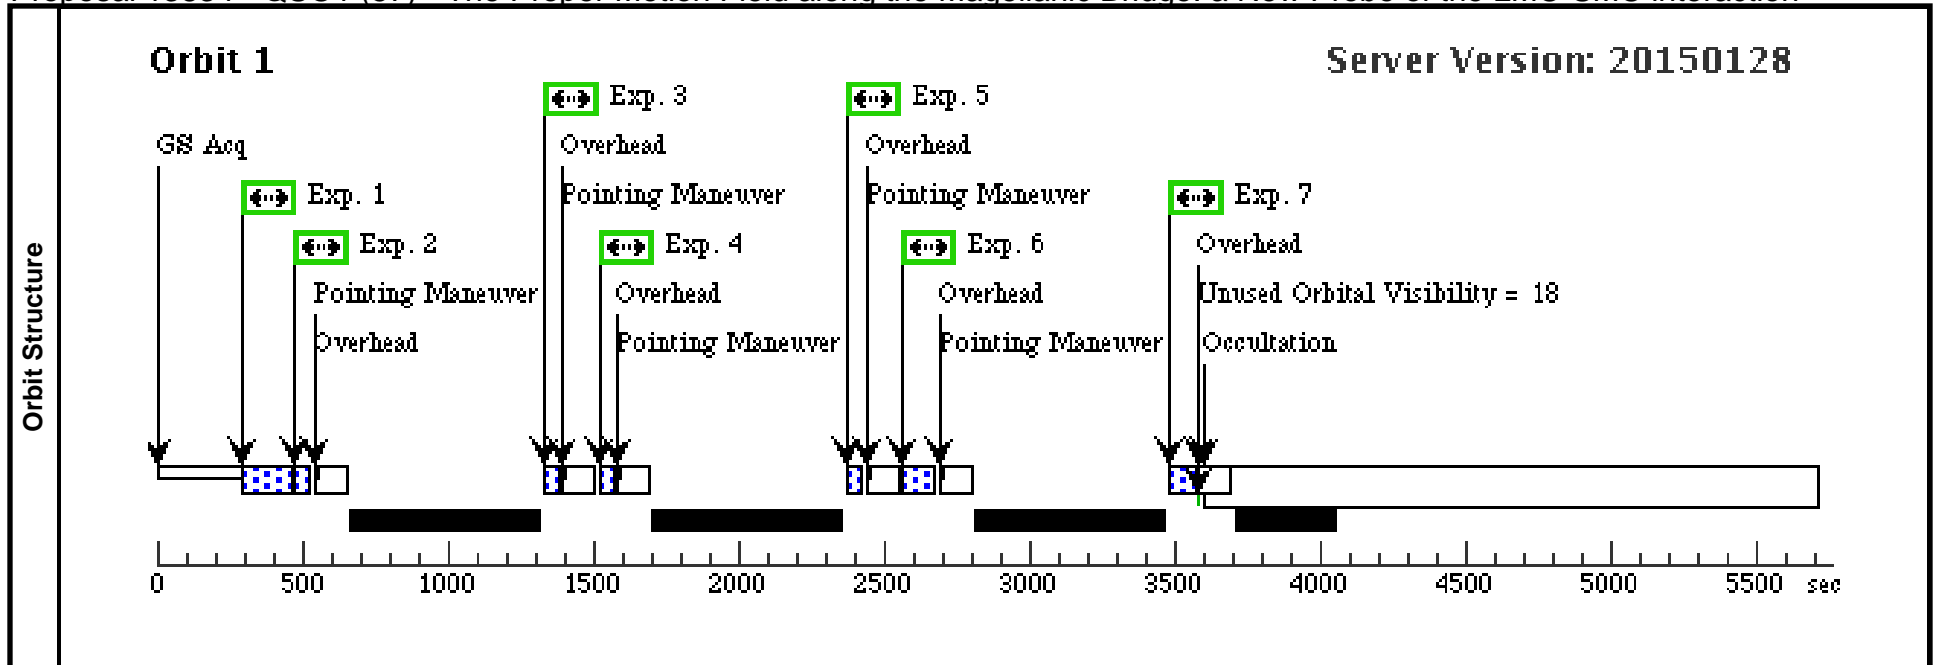 Orbit 1 Server Version: 20150128
Exp. 3 Exp. 5
GS Acq Overhead Overhead
Exp. 1 Pointing Maneuver Pointing Maneuver Exp. 7
Exp. 2 Exp. 4 Exp. 6 Overhead
Pointing Maneuver Overhead Overhead Unused Orbital Visibility = 18
Overhead Pointing Maneuver Pointing Maneuver Occultation
Orbit Structure
0 500 1000 1500 2000 2500 3000 3500 4000 4500 5000 5500 sec